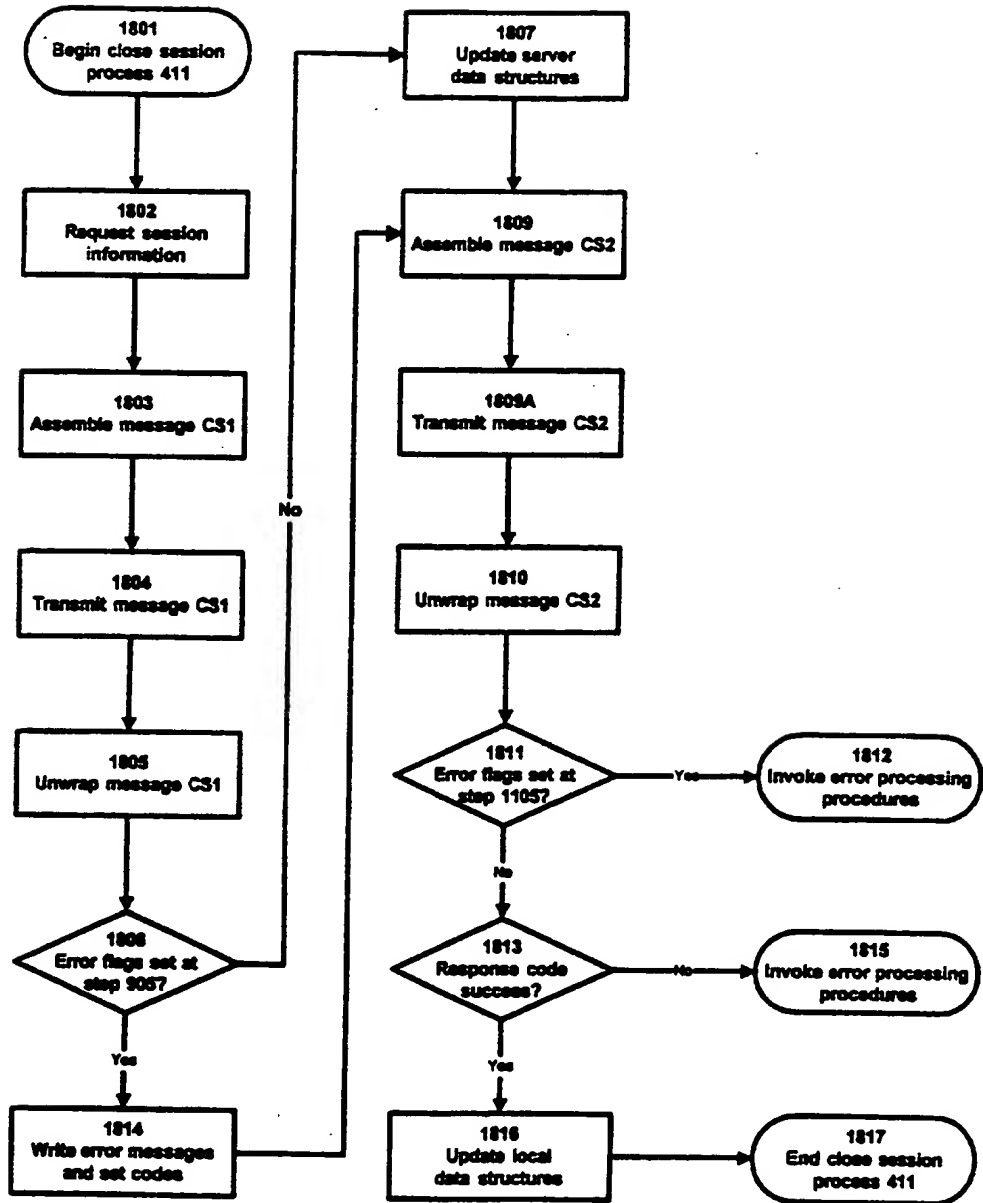 1801
Begin close session
process 411
1802
Request session
information
1803
Assemble message CS1
1804
Transmit message CS1
1805
Unwrap message CS1
1806
Error flags set at
step 905?
Yes
1814
Write error messages
and set codes
No
1807
Update server
data structures
1809
Assemble message CS2
1809A
Transmit message CS2
1810
Unwrap message CS2
1811
Error flags set at
step 1105?
Yes
1812
Invoke error processing
procedures
No
1813
Response code
success?
No
1815
Invoke error processing
procedures
Yes
1816
Update local
data structures
1817
End close session
process 411